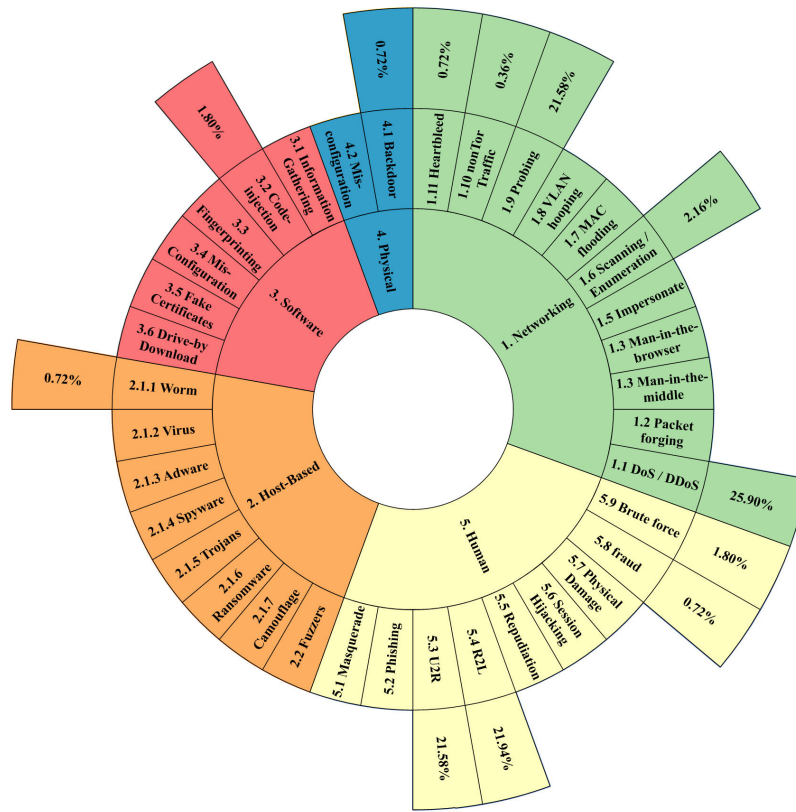 1. Networking
1.11 Heartbleed
0.72%
1.10 nonTor
Traffic
0.36%
1.9 Probing
21.58%
1.8 VLAN
hooping
1.7 MAC
flooding
1.6 Scanning /
Enumeration
2.16%
1.5 Impersonate
1.3 Man-in-the-
browser
1.3 Man-in-the-
middle
1.2 Packet
forging
1.1 DoS / DDoS
25.90%
5. Human
5.9 Brute force
1.80%
5.8 fraud
0.72%
5.7 Physical
Damage
5.6 Session
Hijacking
5.5 Repudiation
5.4 R2L
21.94%
5.3 U2R
21.58%
5.2 Phishing
5.1 Masquerade
2. Host-Based
2.2 Fuzzers
2.1.7
Camouflage
2.1.6
Ransomware
2.1.5 Trojans
2.1.4 Spyware
2.1.3 Adware
2.1.2 Virus
2.1.1 Worm
0.72%
3. Software
3.6 Drive-by
Download
3.5 Fake
Certificates
3.4 Mis-
Configuration
3.3
Fingerprinting
3.2 Code-
injection
1.80%
3.1 Information
Gathering
4. Physical
4.2 Mis-
configuration
4.1 Backdoor
0.72%